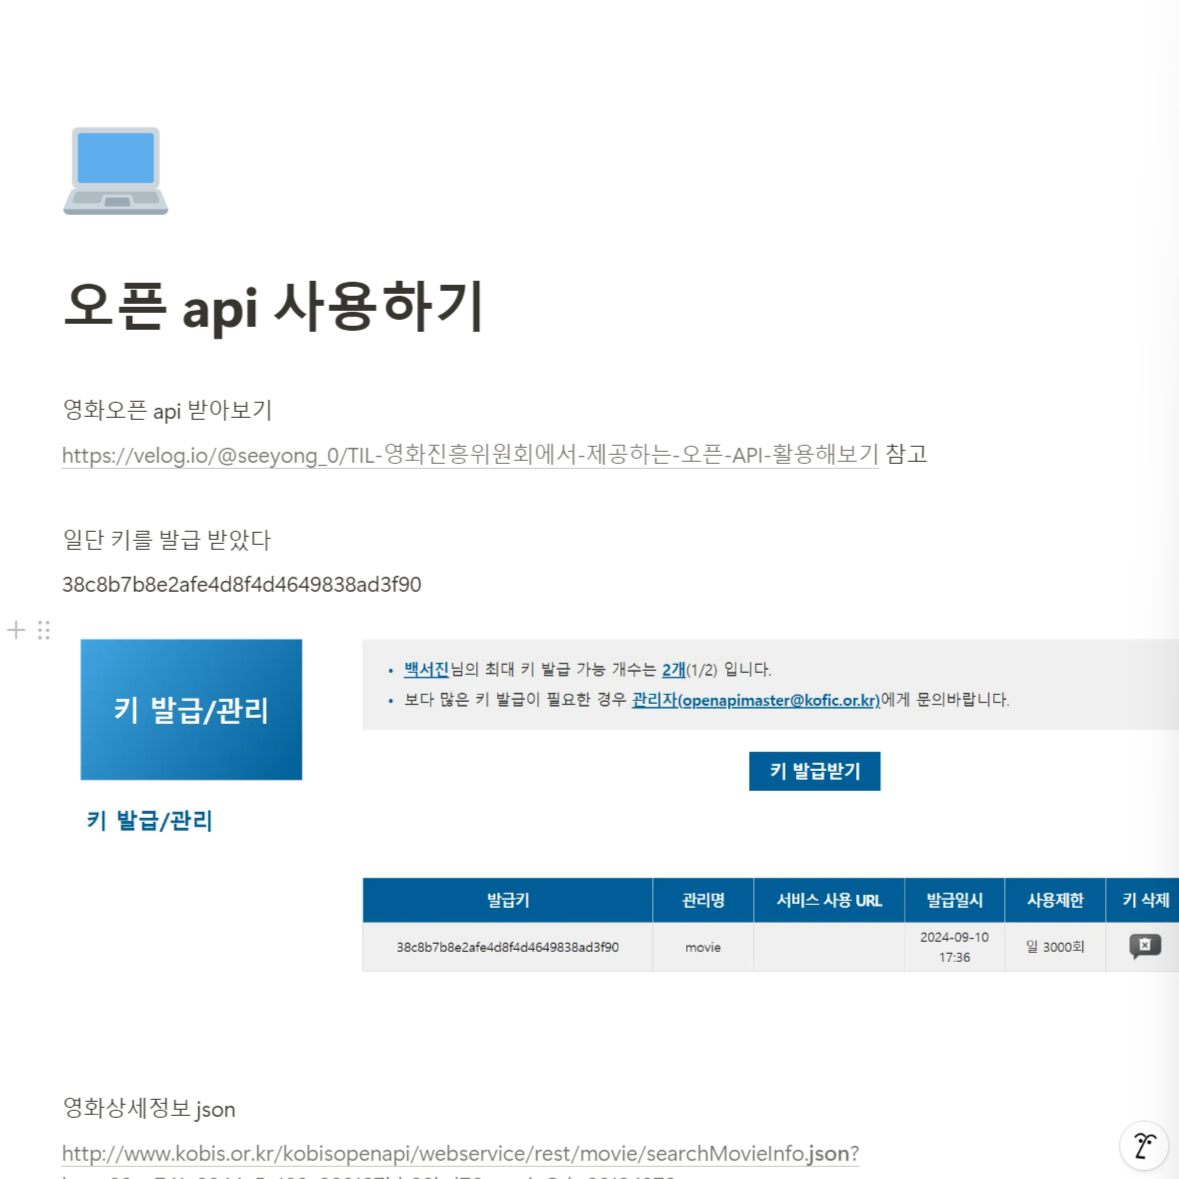 오픈 api 사용하기
영화오픈 api 받아보기
https://velog.io/@seeyong_0/TIL-영화진흥위원회에서-제공하는-오픈-API-활용해보기 참고
일단 키를 발급 받았다
38c8b7b8e2afe4d8f4d4649838ad3f90
키 발급/관리
키 발급/관리
• 백서진님의 최대 키 발급 가능 개수는 2개(1/2) 입니다.
• 보다 많은 키 발급이 필요한 경우 관리자(openapimaster@kofic.or.kr)에게 문의바랍니다.
키 발급받기
발급키 관리명 서비스 사용 URL 발급일시 사용제한 키 삭제
38c8b7b8e2afe4d8f4d4649838ad3f90 movie 2024-09-10 일 3000회
17:36
영화상세정보 json
http://www.kobis.or.kr/kobisopenapi/webservice/rest/movie/searchMovieInfo.json?